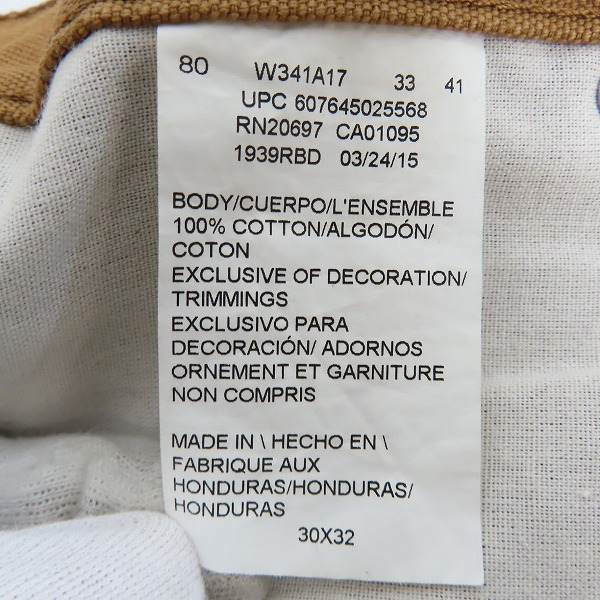 80 W341A17 33 41
UPC 607645025568
RN20697 CA01095
1939RBD 03/24/15
BODY/CUERPO/L'ENSEMBLE
100% COTTON/ALGODÓN/
COTON
EXCLUSIVE OF DECORATION/
TRIMMINGS
EXCLUSIVO PARA
DECORACIÓN/ ADORNOS
ORNEMENT ET GARNITURE
NON COMPRIS
MADE IN \ HECHO EN \
FABRIQUE AUX
HONDURAS/HONDURAS/
HONDURAS
30X32